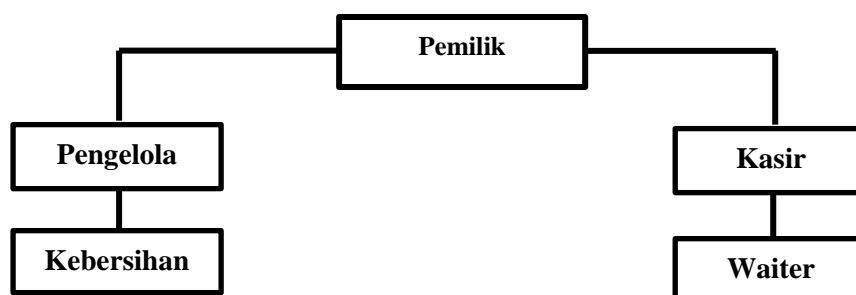 Pemilik
Pengelola
Kasir
Kebersihan
Waiter